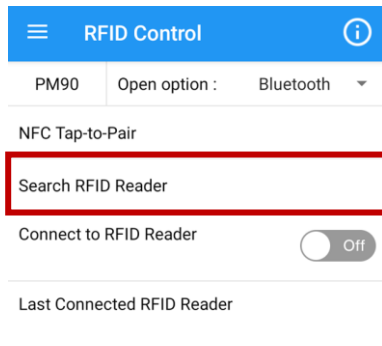 RFID Control
PM90 Open option : Bluetooth
NFC Tap-to-Pair
Search RFID Reader
Connect to RFID Reader Off
Last Connected RFID Reader